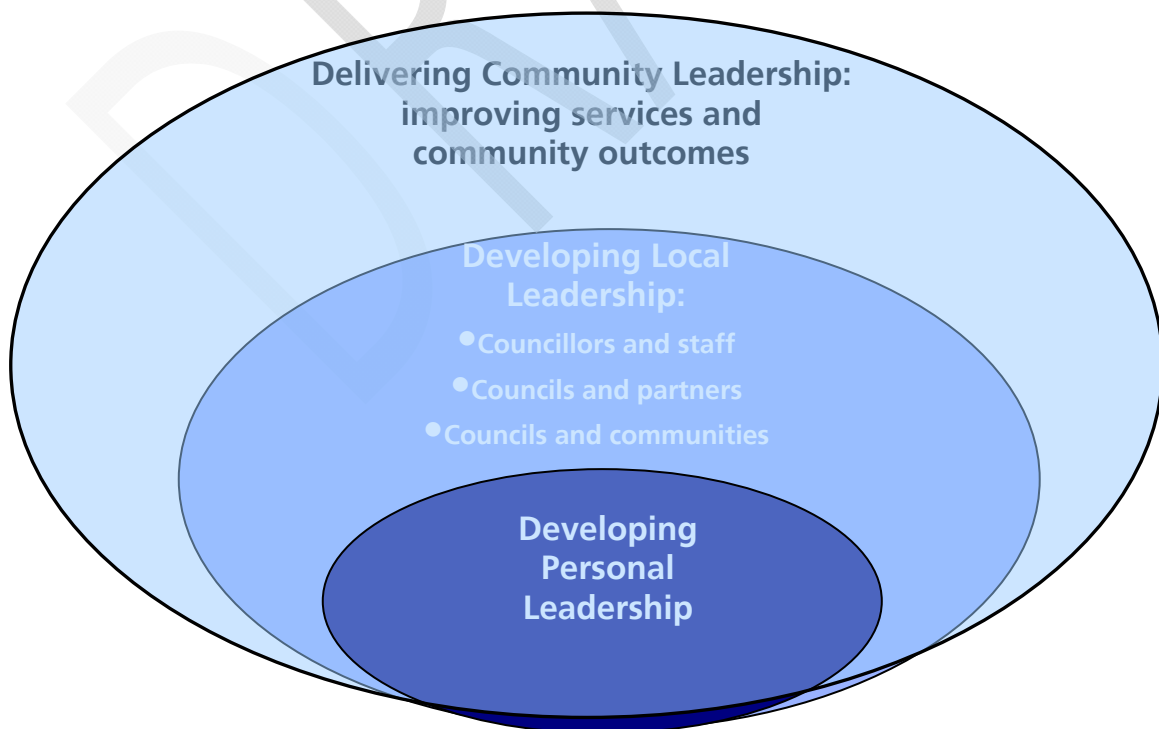 Delivering Community Leadership:
improving services and
community outcomes
Developing Local
Leadership:
•Councillors and staff
•Councils and partners
•Councils and communities
Developing
Personal
Leadership